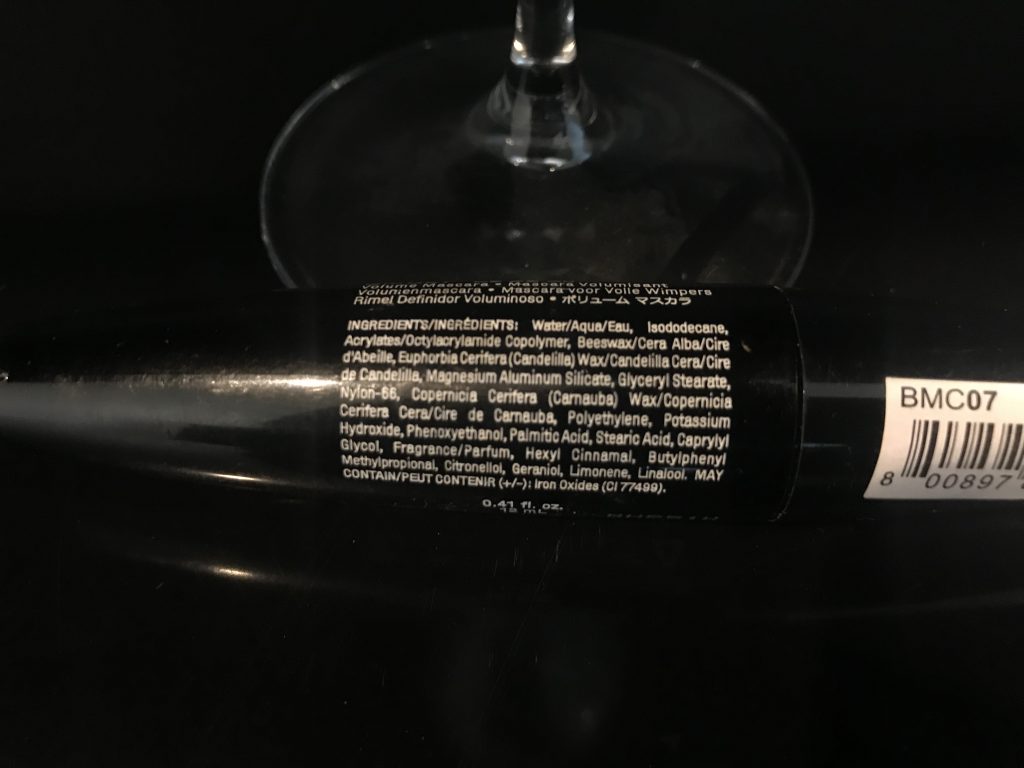 Volume Mascara • Mascara Volumisant
Volumenmascara • Mascara voor Volle Wimpers
Rimel Definidor Voluminoso • ボリューム マスカラ
INGREDIENTS/INGRÉDIENTS: Water/Aqua/Eau, Isododecane,
Acrylates/Octylacrylamide Copolymer, Beeswax/Cera Alba/Cire
d'Abeille, Euphorbia Cerifera (Candelilla) Wax/Candelilla Cera/Cire
de Candelilla, Magnesium Aluminum Silicate, Glyceryl Stearate,
Nylon-66, Copernicia Cerifera (Carnauba) Wax/Copernicia
Cerifera Cera/Cire de Carnauba, Polyethylene, Potassium
Hydroxide, Phenoxyethanol, Palmitic Acid, Stearic Acid, Caprylyl
Glycol, Fragrance/Parfum, Hexyl Cinnamal, Butylphenyl
Methylpropional, Citronellol, Geraniol, Limonene, Linalool. MAY
CONTAIN/PEUT CONTENIR (+/-): Iron Oxides (CI 77499).
0.41 fl. oz.
12 mL
BMC07
8 00897